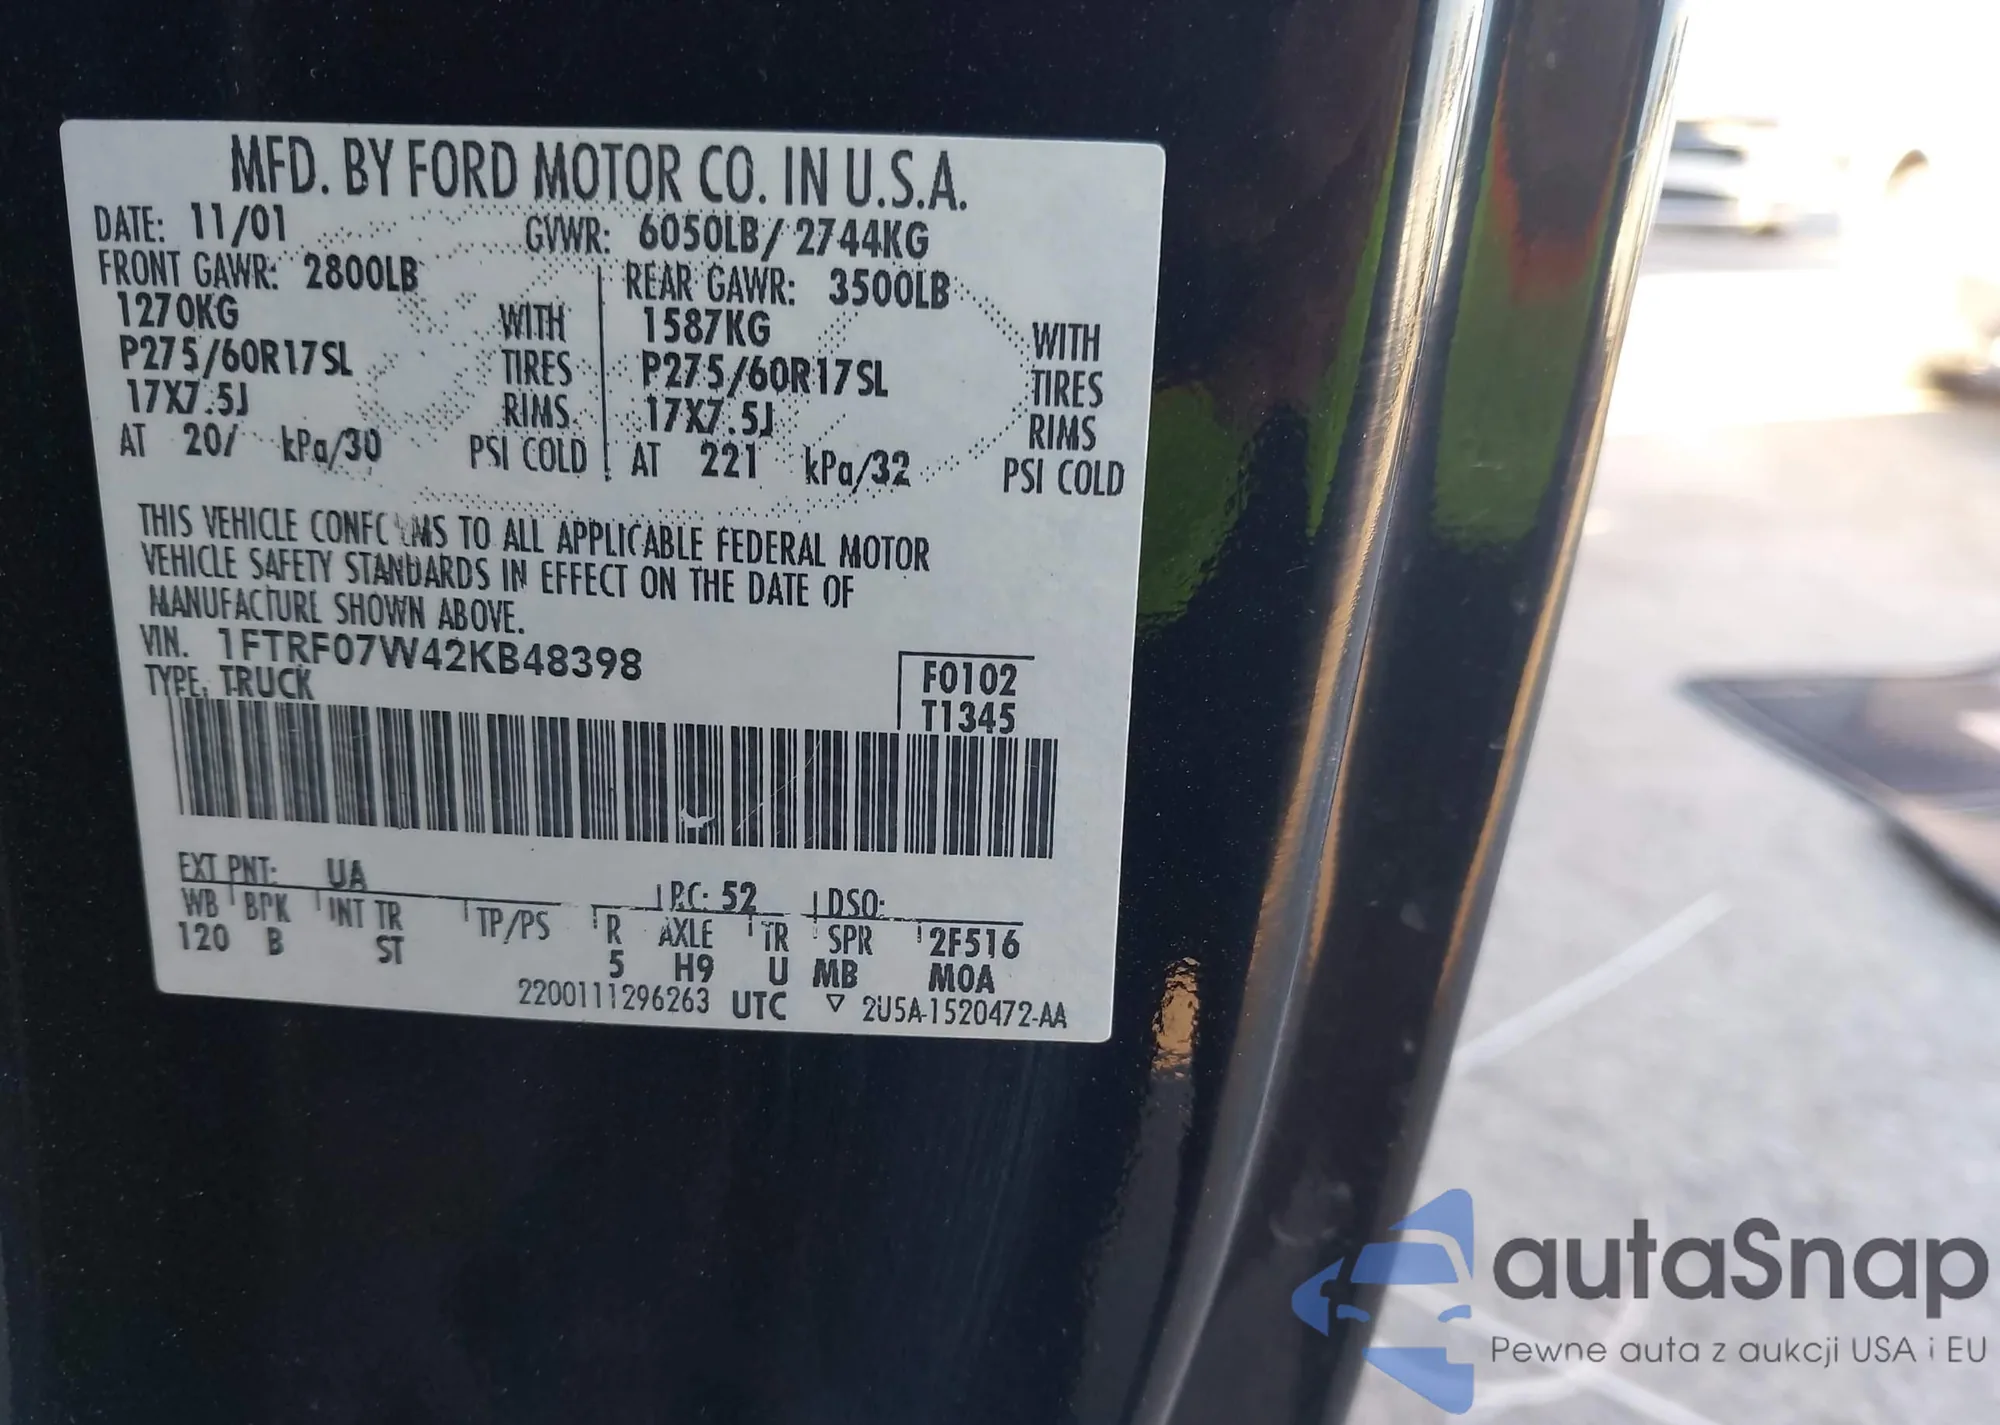 MFD. BY FORD MOTOR CO. IN U.S.A.
DATE: 11/01 GVWR: 6050LB/ 2744KG
FRONT GAWR: 2800LB REAR GAWR: 3500LB
1270KG WITH 1587KG WITH
P275/60R17SL TIRES P275/60R17SL TIRES
17X7.5J RIMS 17X7.5J RIMS
AT 20/ kPa/30 PSI COLD AT 221 kPa/32 PSI COLD
THIS VEHICLE CONFORMS TO ALL APPLICABLE FEDERAL MOTOR
VEHICLE SAFETY STANDARDS IN EFFECT ON THE DATE OF
MANUFACTURE SHOWN ABOVE.
VIN. 1FTRF07W42KB48398
TYPE: TRUCK
F0102
T1345
EXT PNT: UA RC: 52 DSO:
WB BPK INT TR TP/PS R AXLE TR SPR 2F516
120 B ST 5 H9 U MB MOA
2200111296263 UTC ▽ 2U5A-1520472-AA
autaSnap
Pewne auta z aukcji USA i EU